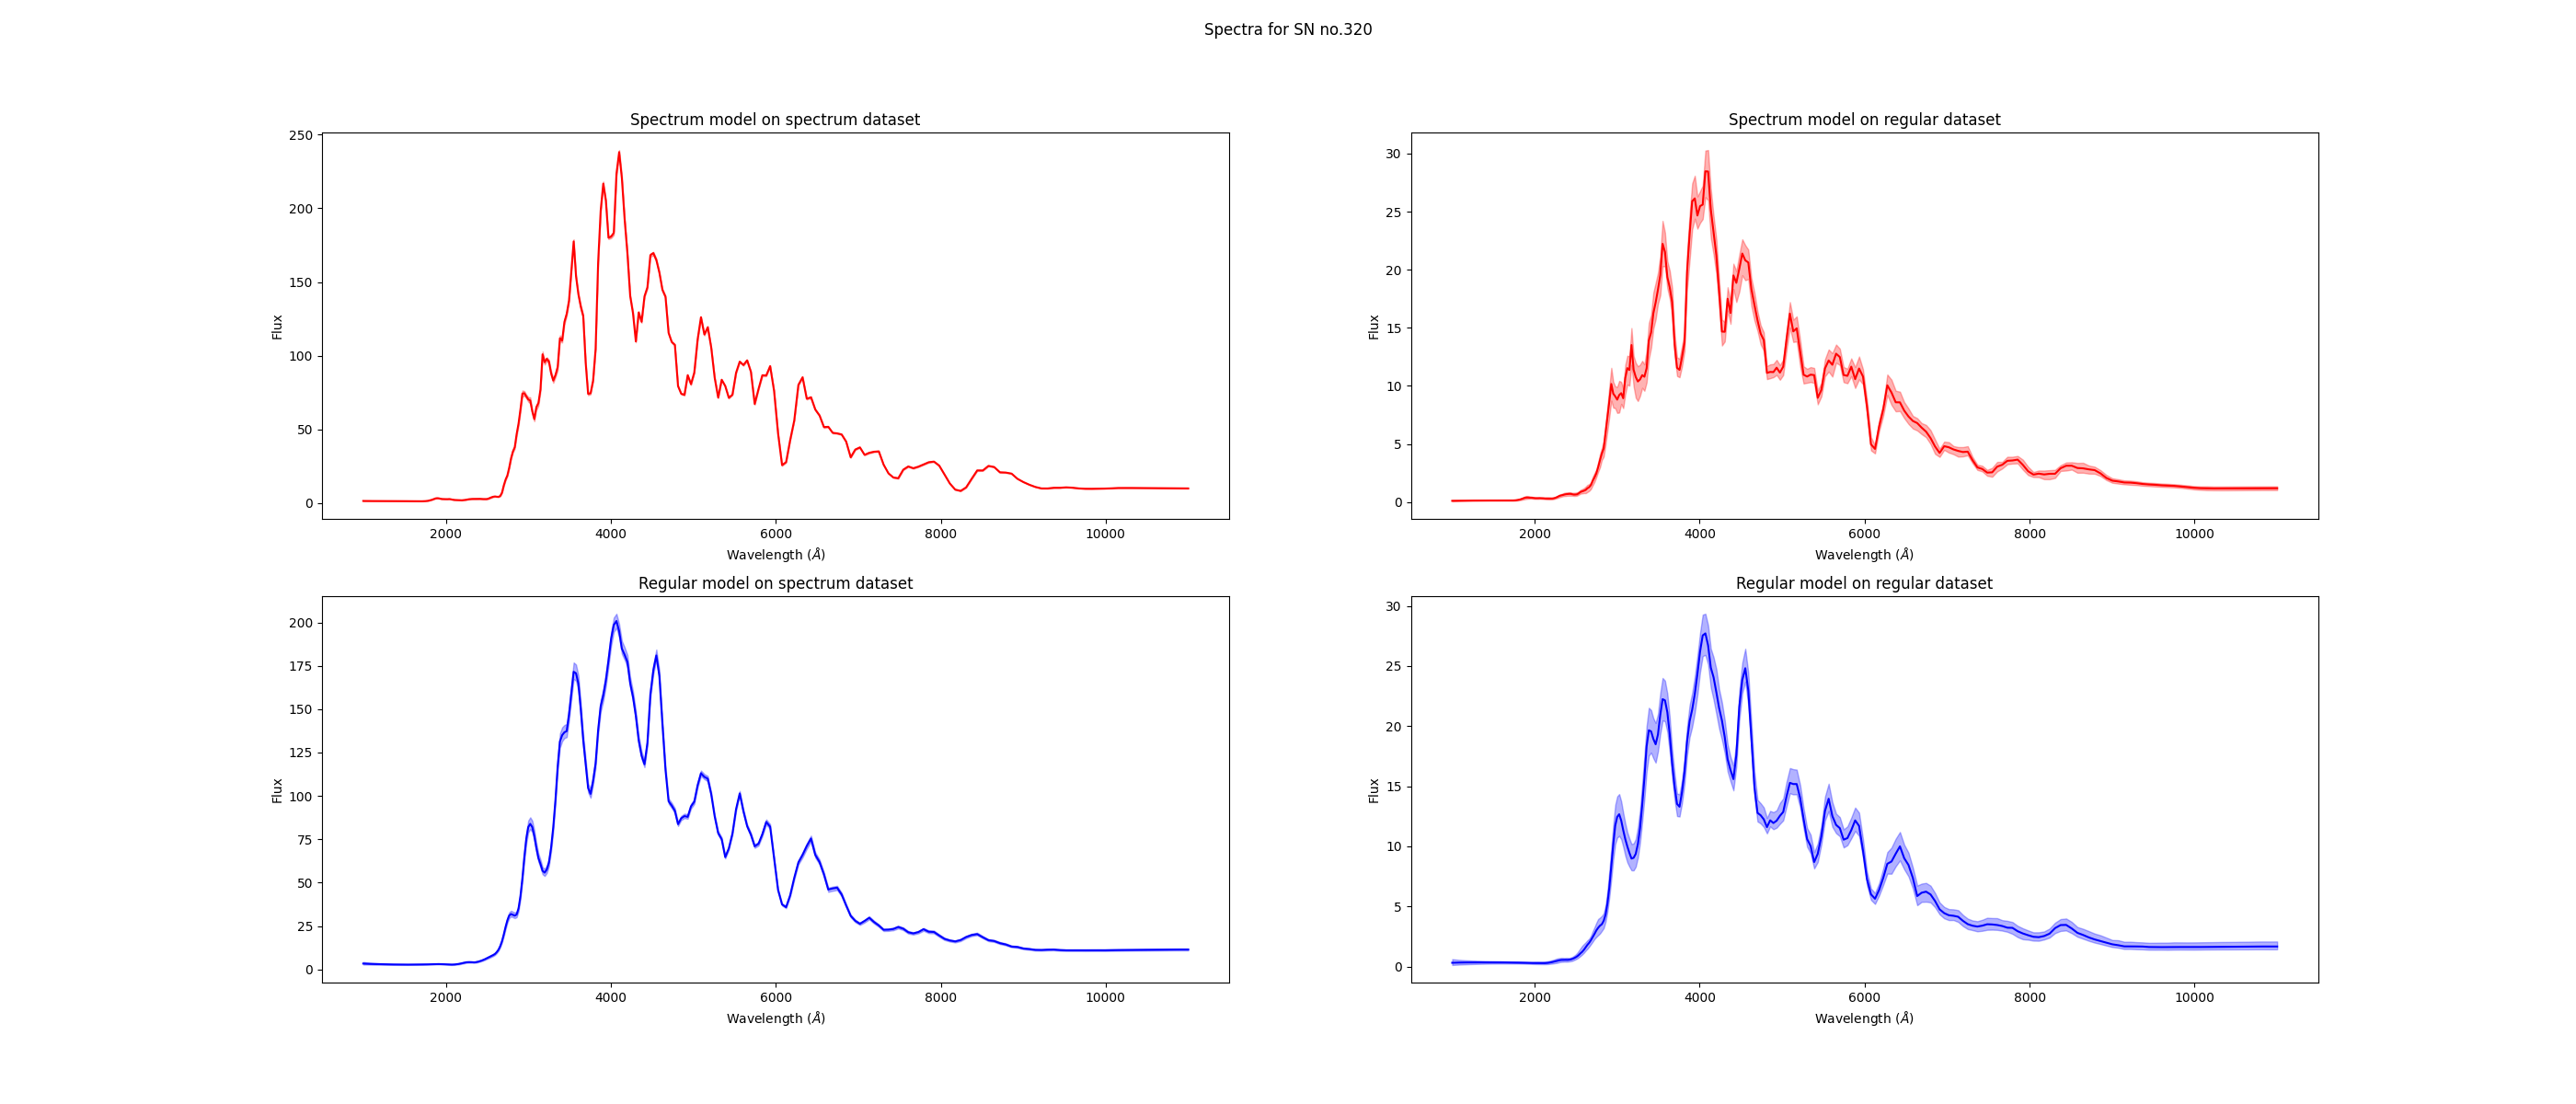 Spectra for SN no.320
Spectrum model on spectrum dataset
250
200
150
100
50
0
Flux
2000 4000 6000 8000 10000
Wavelength (Å)
Spectrum model on regular dataset
30
25
20
15
10
5
0
Flux
2000 4000 6000 8000 10000
Wavelength (Å)
Regular model on spectrum dataset
200
175
150
125
100
75
50
25
0
Flux
2000 4000 6000 8000 10000
Wavelength (Å)
Regular model on regular dataset
30
25
20
15
10
5
0
Flux
2000 4000 6000 8000 10000
Wavelength (Å)